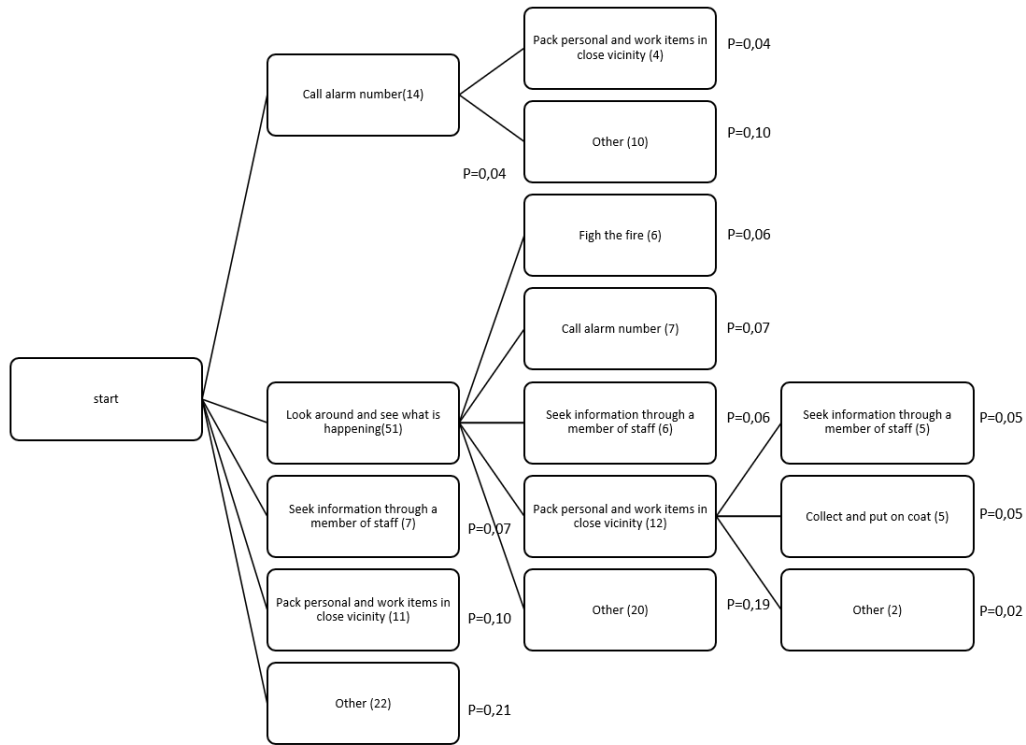 Pack personal and work items in
close vicinity (4)
P=0,04
Call alarm number(14)
Other (10)
P=0,10
P=0,04
Figh the fire (6)
P=0,06
Call alarm number (7)
P=0,07
start
Look around and see what is
happening(51)
Seek information through a
member of staff (6)
P=0,06
Seek information through a
member of staff (5)
P=0,05
Seek information through a
member of staff (7)
P=0,07
Pack personal and work items in
close vicinity (12)
Collect and put on coat (5)
P=0,05
Pack personal and work items in
close vicinity (11)
P=0,10
Other (20)
P=0,19
Other (2)
P=0,02
Other (22)
P=0,21